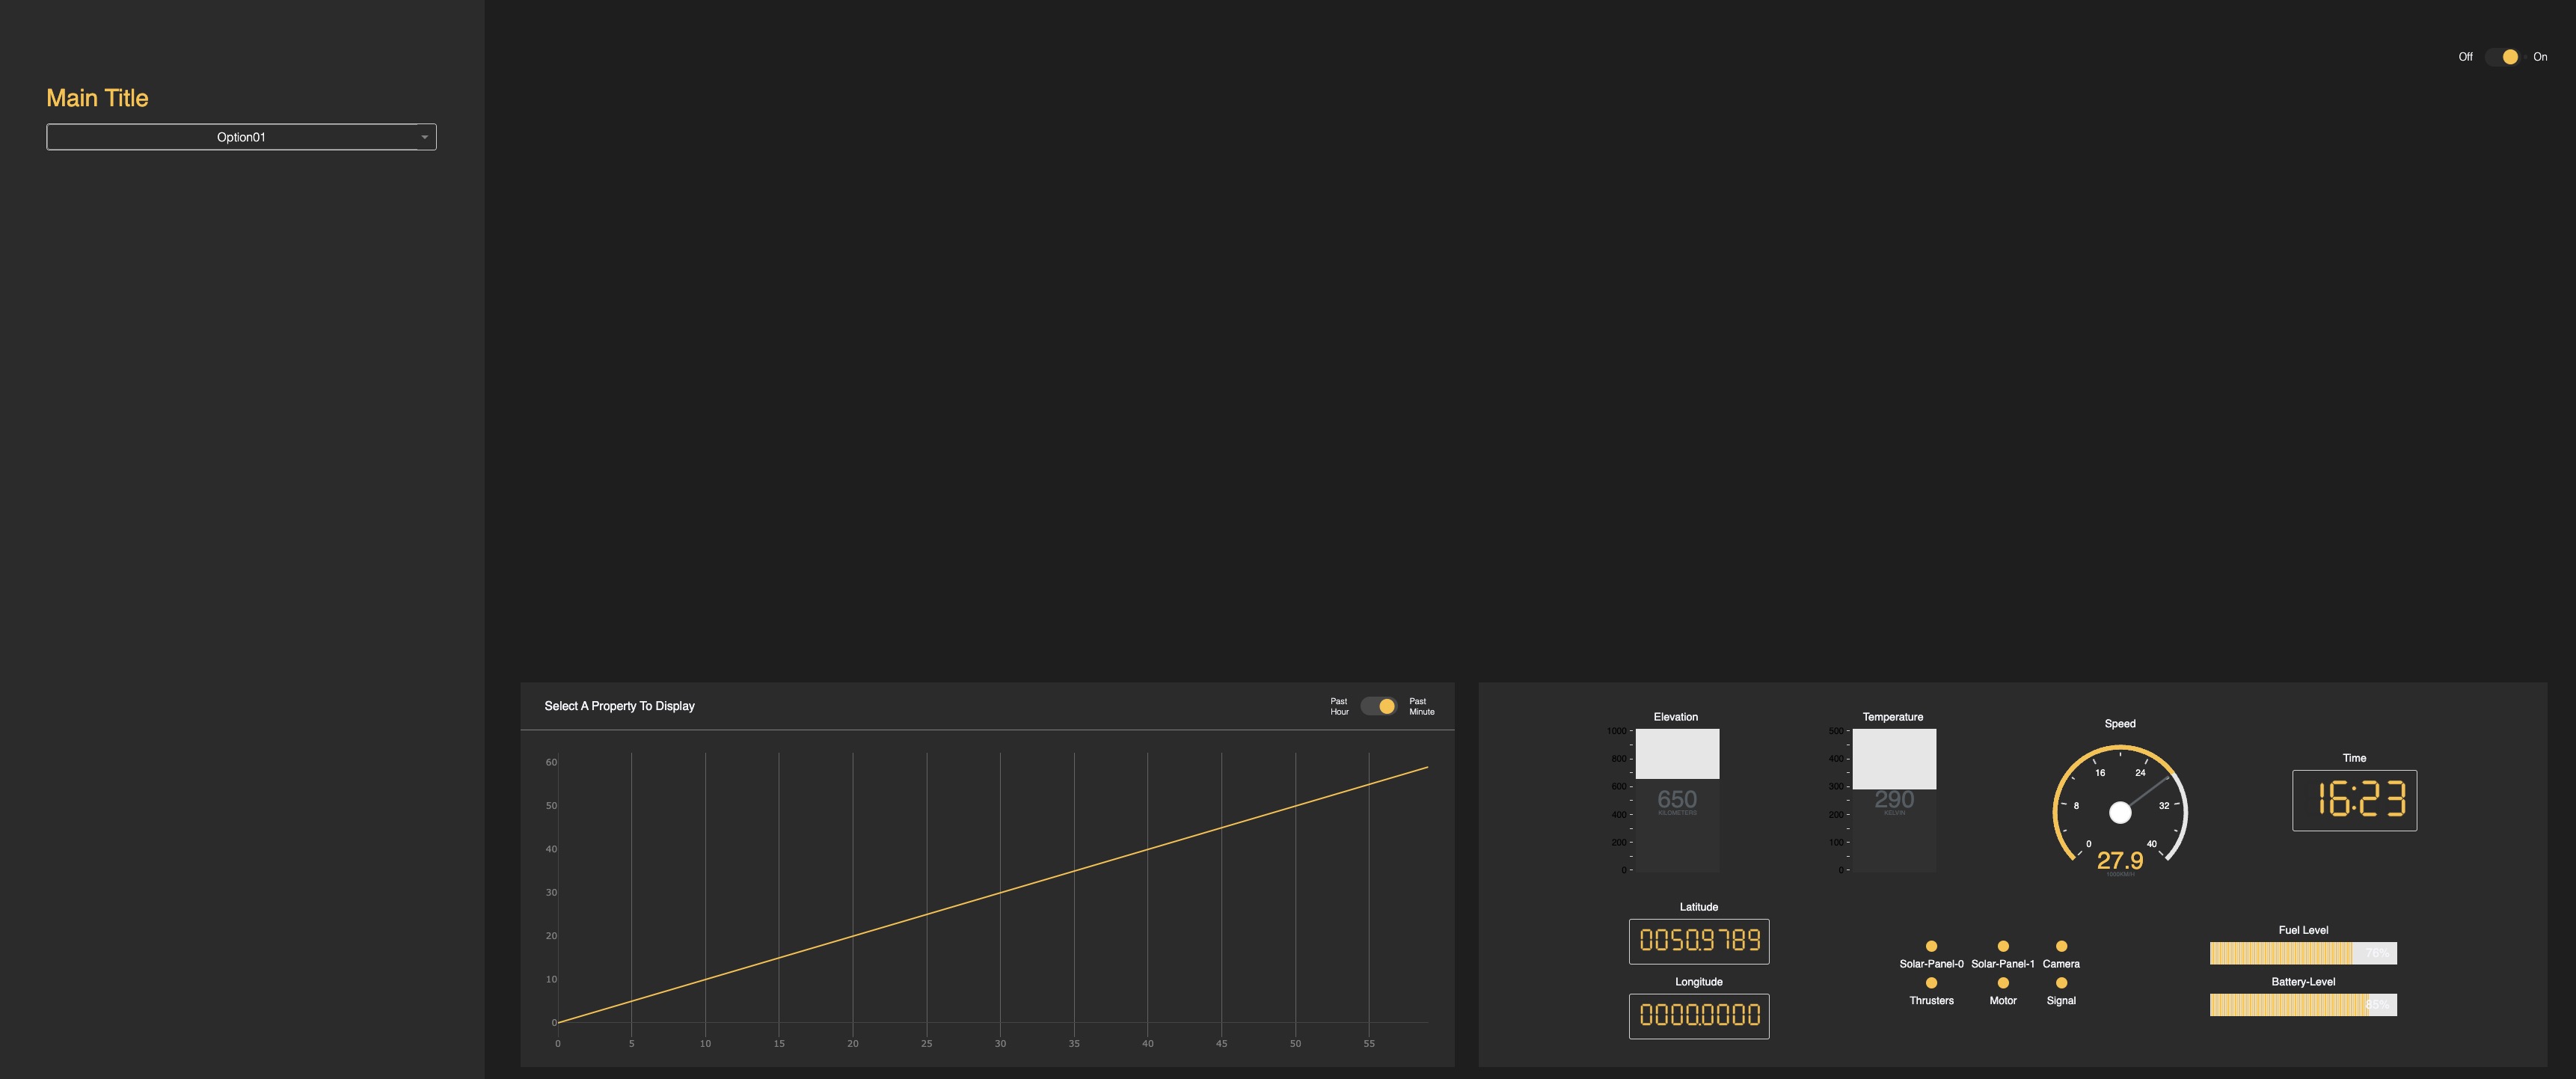 Off On
Main Title
Option01
Select A Property To Display
Past Hour
Past Minute
60
50
40
30
20
10
0
0 5 10 15 20 25 30 35 40 45 50 55
Elevation
1000
800
600
400
200
0
650
KILOMETERS
Temperature
500
400
300
200
100
0
290
KELVIN
Speed
0 8 16 24 32 40
27.9
1000KM/H
Time
16:23
Latitude
0050.9789
Longitude
0000.0000
Solar-Panel-0 Solar-Panel-1 Camera
Thrusters Motor Signal
Fuel Level
76%
Battery-Level
85%